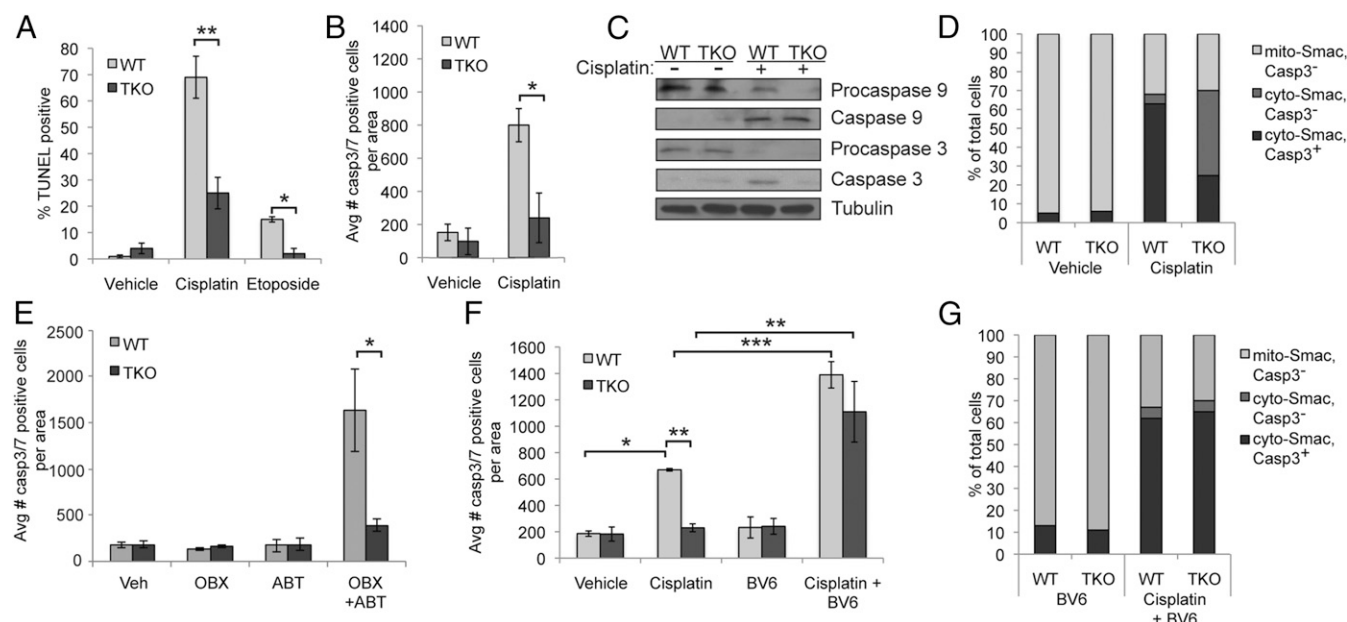 A
% TUNEL positive
80
70
60
50
40
30
20
10
0
WT
TKO
**
*
Vehicle Cisplatin Etoposide
B
Avg # casp3/7 positive cells
per area
1400
1200
1000
800
600
400
200
0
WT
TKO
*
Vehicle Cisplatin
C
WT TKO WT TKO
Cisplatin: - - + +
Procaspase 9
Caspase 9
Procaspase 3
Caspase 3
Tubulin
D
% of total cells
100
90
80
70
60
50
40
30
20
10
0
WT TKO WT TKO
Vehicle Cisplatin
mito-Smac,
Casp3⁻
cyto-Smac,
Casp3⁻
cyto-Smac,
Casp3⁺
E
Avg # casp3/7 positive cells
per area
2500
2000
1500
1000
500
0
WT
TKO
*
Veh OBX ABT OBX
+ABT
F
Avg # casp3/7 positive cells
per area
1600
1400
1200
1000
800
600
400
200
0
WT
TKO
**
***
*
**
Vehicle Cisplatin BV6 Cisplatin +
BV6
G
% of total cells
100
90
80
70
60
50
40
30
20
10
0
WT TKO WT TKO
BV6 Cisplatin
+ BV6
mito-Smac,
Casp3⁻
cyto-Smac,
Casp3⁻
cyto-Smac,
Casp3⁺